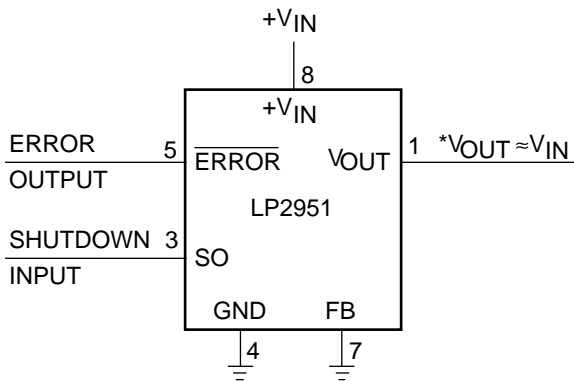 +VIN
8
+VIN
ERROR 5 ERROR VOUT 1 *VOUT ≈VIN
OUTPUT
LP2951
SHUTDOWN 3 SO
INPUT
GND FB
4 7